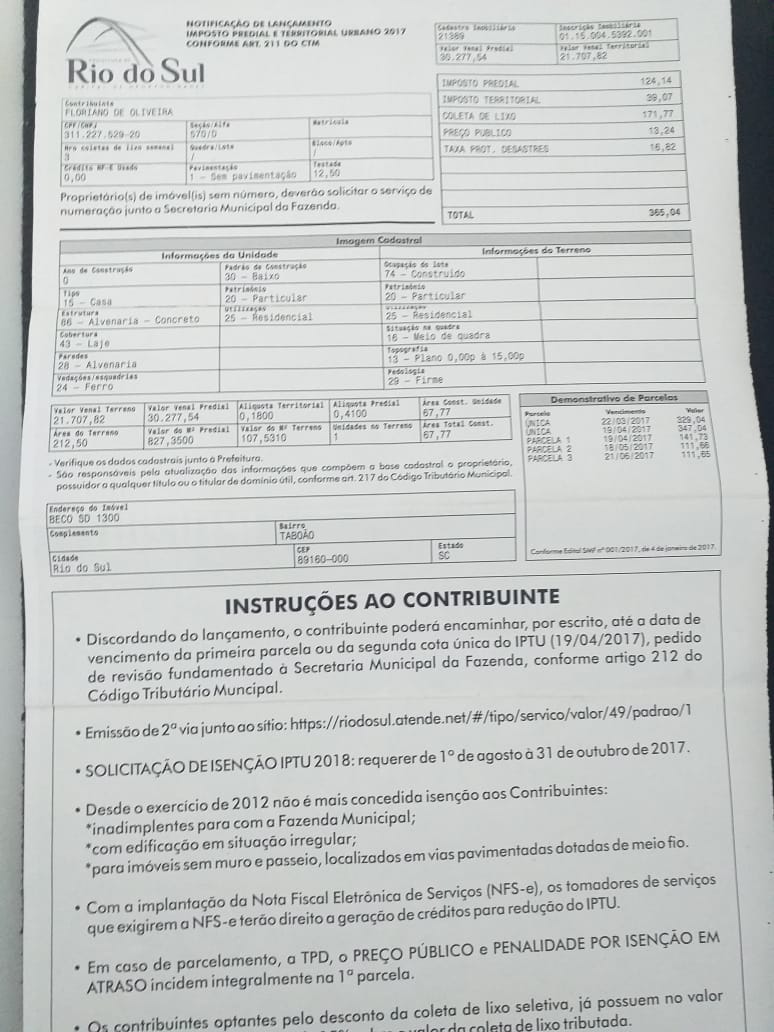 NOTIFICAÇÃO DE LANÇAMENTO
IMPOSTO PREDIAL E TERRITORIAL URBANO 2017
CONFORME ART. 211 DO CTM
Rio do Sul
Cadastro Imobiliário Inscrição Imobiliária
21389 01.15.004.5392.001
Valor Venal Predial Valor Venal Territorial
30.277,54 21.707,82
IMPOSTO PREDIAL 124,14
IMPOSTO TERRITORIAL 39,07
COLETA DE LIXO 171,77
PREÇO PUBLICO 13,24
TAXA PROT. DESASTRES 16,82
TOTAL 365,04
Contribuinte
FLORIANO DE OLIVEIRA
CPF/CNPJ Seção/Alfa Matrícula
311.227.529-20 570/D
Nro coletas de lixo semanal Quadra/Lote Bloco/Apto
3 / /
Crédito NF-E Usado Pavimentação Testada
0,00 1 - Sem pavimentação 12,50
Proprietário(s) de imóvel(is) sem número, deverão solicitar o serviço de
numeração junto a Secretaria Municipal da Fazenda.
Imagem Cadastral
Informações da Unidade Informações do Terreno
Ano de Construção Padrão de Construção Ocupação do lote
0 30 - Baixo 74 - Construido
Tipo Patrimônio Patrimônio
15 - Casa 20 - Particular 20 - Particular
Estrutura Utilização Utilização
66 - Alvenaria - Concreto 25 - Residencial 25 - Residencial
Cobertura Situação na quadra
43 - Laje 16 - Meio de quadra
Paredes Topografia
28 - Alvenaria 13 - Plano 0,00p à 15,00p
Vedações/esquadrias Pedologia
24 - Ferro 29 - Firme
Valor Venal Terreno Valor Venal Predial Aliquota Territorial Aliquota Predial Área Const. Unidade
21.707,82 30.277,54 0,1800 0,4100 67,77
Área do Terreno Valor do M² Predial Valor do M² Terreno Unidades no Terreno Área Total Const.
212,50 827,3500 107,5310 1 67,77
Demonstrativo de Parcelas
Parcela Vencimento Valor
ÚNICA 22/03/2017 329,04
ÚNICA 19/04/2017 347,04
PARCELA 1 19/04/2017 141,73
PARCELA 2 18/05/2017 111,66
PARCELA 3 21/06/2017 111,65
- Verifique os dados cadastrais junto à Prefeitura.
- São responsáveis pela atualização das informações que compõem a base cadastral o proprietário,
possuidor a qualquer título ou o titular de domínio útil, conforme art. 217 do Código Tributário Municipal.
Endereço do Imóvel
BECO SD 1300
Complemento Bairro
TABOÃO
Cidade CEP Estado
Rio do Sul 89160-000 SC
Conforme Edital SMF nº 001/2017, de 4 de janeiro de 2017.
INSTRUÇÕES AO CONTRIBUINTE
• Discordando do lançamento, o contribuinte poderá encaminhar, por escrito, até a data de
vencimento da primeira parcela ou da segunda cota única do IPTU (19/04/2017), pedido
de revisão fundamentado à Secretaria Municipal da Fazenda, conforme artigo 212 do
Código Tributário Muncipal.
• Emissão de 2ª via junto ao sítio: https://riodosul.atende.net/#/tipo/servico/valor/49/padrao/1
• SOLICITAÇÃO DE ISENÇÃO IPTU 2018: requerer de 1º de agosto à 31 de outubro de 2017.
• Desde o exercício de 2012 não é mais concedida isenção aos Contribuintes:
*inadimplentes para com a Fazenda Municipal;
*com edificação em situação irregular;
*para imóveis sem muro e passeio, localizados em vias pavimentadas dotadas de meio fio.
• Com a implantação da Nota Fiscal Eletrônica de Serviços (NFS-e), os tomadores de serviços
que exigirem a NFS-e terão direito a geração de créditos para redução do IPTU.
• Em caso de parcelamento, a TPD, o PREÇO PÚBLICO e PENALIDADE POR ISENÇÃO EM
ATRASO incidem integralmente na 1ª parcela.
• Os contribuintes optantes pelo desconto da coleta de lixo seletiva, já possuem no valor
valor da coleta de lixo tributada.